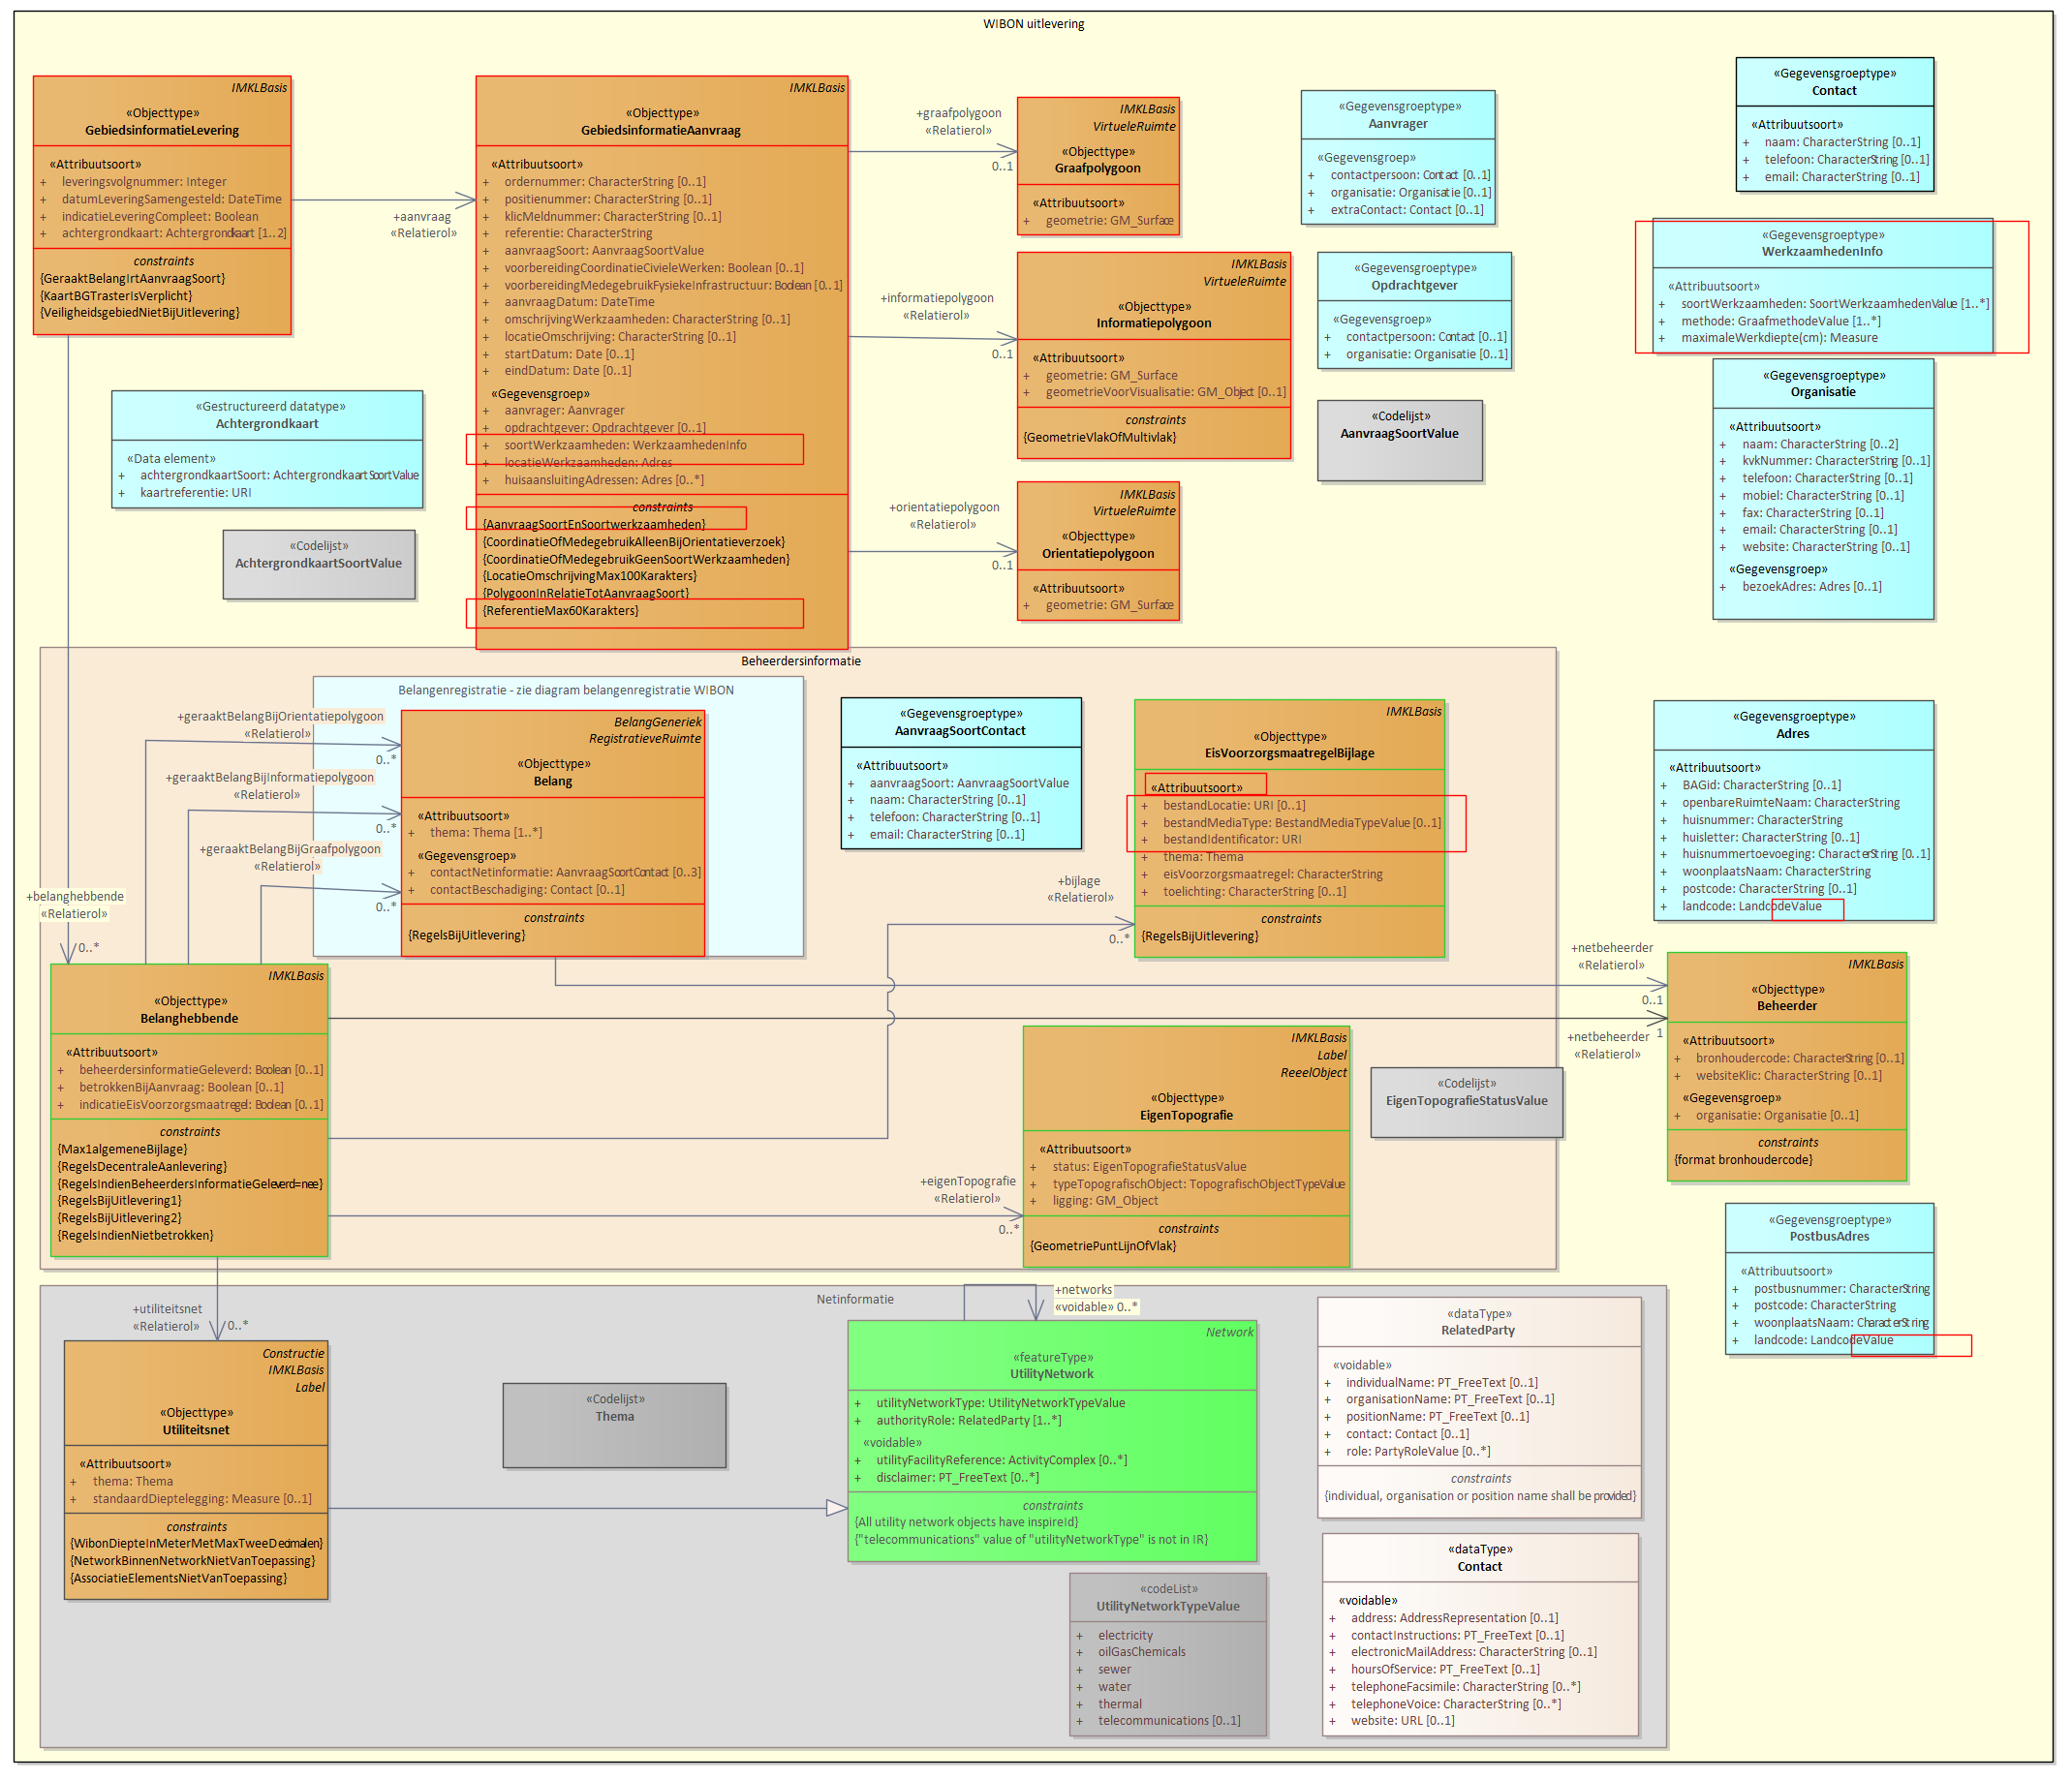 WIBON uitlevering
IMKLBasis
«Objecttype»
GebiedsinformatieLevering
«Attribuutsoort»
+ leveringsvolgnummer: Integer
+ datumLeveringSamengesteld: DateTime
+ indicatieLeveringCompleet: Boolean
+ achtergrondkaart: Achtergrondkaart [1..2]
constraints
{GeraaktBelangIrtAanvraagSoort}
{KaartBGTrasterIsVerplicht}
{VeiligheidsgebiedNietBijUitlevering}
+aanvraag
«Relatierol»
IMKLBasis
«Objecttype»
GebiedsinformatieAanvraag
«Attribuutsoort»
+ ordernummer: CharacterString [0..1]
+ positienummer: CharacterString [0..1]
+ klicMeldnummer: CharacterString [0..1]
+ referentie: CharacterString
+ aanvraagSoort: AanvraagSoortValue
+ voorbereidingCoordinatieCivieleWerken: Boolean [0..1]
+ voorbereidingMedegebruikFysiekeInfrastructuur: Boolean [0..1]
+ aanvraagDatum: DateTime
+ omschrijvingWerkzaamheden: CharacterString [0..1]
+ locatieOmschrijving: CharacterString [0..1]
+ startDatum: Date [0..1]
+ eindDatum: Date [0..1]
«Gegevensgroep»
+ aanvrager: Aanvrager
+ opdrachtgever: Opdrachtgever [0..1]
+ soortWerkzaamheden: WerkzaamhedenInfo
+ locatieWerkzaamheden: Adres
+ huisaansluitingAdressen: Adres [0..*]
constraints
{AanvraagSoortEnSoortwerkzaamheden}
{CoordinatieOfMedegebruikAlleenBijOrientatieverzoek}
{CoordinatieOfMedegebruikGeenSoortWerkzaamheden}
{LocatieOmschrijvingMax100Karakters}
{PolygoonInRelatieTotAanvraagSoort}
{ReferentieMax60Karakters}
+graafpolygoon
«Relatierol»
0..1
IMKLBasis
VirtueleRuimte
«Objecttype»
Graafpolygoon
«Attribuutsoort»
+ geometrie: GM_Surface
+informatiepolygoon
«Relatierol»
0..1
IMKLBasis
VirtueleRuimte
«Objecttype»
Informatiepolygoon
«Attribuutsoort»
+ geometrie: GM_Surface
+ geometrieVoorVisualisatie: GM_Object [0..1]
constraints
{GeometrieVlakOfMultivlak}
+orientatiepolygoon
«Relatierol»
0..1
IMKLBasis
VirtueleRuimte
«Objecttype»
Orientatiepolygoon
«Attribuutsoort»
+ geometrie: GM_Surface
«Gegevensgroeptype»
Aanvrager
«Gegevensgroep»
+ contactpersoon: Contact [0..1]
+ organisatie: Organisatie [0..1]
+ extraContact: Contact [0..1]
«Gegevensgroeptype»
Opdrachtgever
«Gegevensgroep»
+ contactpersoon: Contact [0..1]
+ organisatie: Organisatie [0..1]
«Codelijst»
AanvraagSoortValue
«Gegevensgroeptype»
Contact
«Attribuutsoort»
+ naam: CharacterString [0..1]
+ telefoon: CharacterString [0..1]
+ email: CharacterString [0..1]
«Gegevensgroeptype»
WerkzaamhedenInfo
«Attribuutsoort»
+ soortWerkzaamheden: SoortWerkzaamhedenValue [1..*]
+ methode: GraafmethodeValue [1..*]
+ maximaleWerkdiepte(cm): Measure
«Gegevensgroeptype»
Organisatie
«Attribuutsoort»
+ naam: CharacterString [0..2]
+ kvkNummer: CharacterString [0..1]
+ telefoon: CharacterString [0..1]
+ mobiel: CharacterString [0..1]
+ fax: CharacterString [0..1]
+ email: CharacterString [0..1]
+ website: CharacterString [0..1]
«Gegevensgroep»
+ bezoekAdres: Adres [0..1]
«Gestructureerd datatype»
Achtergrondkaart
«Data element»
+ achtergrondkaartSoort: AchtergrondkaartSoortValue
+ kaartreferentie: URI
«Codelijst»
AchtergrondkaartSoortValue
Beheerdersinformatie
Belangenregistratie - zie diagram belangenregistratie WIBON
+geraaktBelangBijOrientatiepolygoon
«Relatierol»
0..*
+geraaktBelangBijInformatiepolygoon
«Relatierol»
0..*
+geraaktBelangBijGraafpolygoon
«Relatierol»
0..*
BelangGeneriek
RegistratieveRuimte
«Objecttype»
Belang
«Attribuutsoort»
+ thema: Thema [1..*]
«Gegevensgroep»
+ contactNetinformatie: AanvraagSoortContact [0..3]
+ contactBeschadiging: Contact [0..1]
constraints
{RegelsBijUitlevering}
«Gegevensgroeptype»
AanvraagSoortContact
«Attribuutsoort»
+ aanvraagSoort: AanvraagSoortValue
+ naam: CharacterString [0..1]
+ telefoon: CharacterString [0..1]
+ email: CharacterString [0..1]
IMKLBasis
«Objecttype»
EisVoorzorgsmaatregelBijlage
«Attribuutsoort»
+ bestandLocatie: URI [0..1]
+ bestandMediaType: BestandMediaTypeValue [0..1]
+ bestandIdentificator: URI
+ thema: Thema
+ eisVoorzorgsmaatregel: CharacterString
+ toelichting: CharacterString [0..1]
constraints
{RegelsBijUitlevering}
+bijlage
«Relatierol»
0..*
«Gegevensgroeptype»
Adres
«Attribuutsoort»
+ BAGid: CharacterString [0..1]
+ openbareRuimteNaam: CharacterString
+ huisnummer: CharacterString
+ huisletter: CharacterString [0..1]
+ huisnummertoevoeging: CharacterString [0..1]
+ woonplaatsNaam: CharacterString
+ postcode: CharacterString [0..1]
+ landcode: LandcodeValue
+belanghebbende
«Relatierol»
0..*
IMKLBasis
«Objecttype»
Belanghebbende
«Attribuutsoort»
+ beheerdersinformatieGeleverd: Boolean [0..1]
+ betrokkenBijAanvraag: Boolean [0..1]
+ indicatieEisVoorzorgsmaatregel: Boolean [0..1]
constraints
{Max1algemeneBijlage}
{RegelsDecentraleAanlevering}
{RegelsIndienBeheerdersInformatieGeleverd=nee}
{RegelsBijUitlevering1}
{RegelsBijUitlevering2}
{RegelsIndienNietbetrokken}
+netbeheerder
«Relatierol»
0..1
+netbeheerder 1
«Relatierol»
IMKLBasis
«Objecttype»
Beheerder
«Attribuutsoort»
+ bronhoudercode: CharacterString [0..1]
+ websiteKlic: CharacterString [0..1]
«Gegevensgroep»
+ organisatie: Organisatie [0..1]
constraints
{format bronhoudercode}
+eigenTopografie
«Relatierol»
0..*
IMKLBasis
Label
ReeelObject
«Objecttype»
EigenTopografie
«Attribuutsoort»
+ status: EigenTopografieStatusValue
+ typeTopografischObject: TopografischObjectTypeValue
+ ligging: GM_Object
constraints
{GeometriePuntLijnOfVlak}
«Codelijst»
EigenTopografieStatusValue
«Gegevensgroeptype»
PostbusAdres
«Attribuutsoort»
+ postbusnummer: CharacterString
+ postcode: CharacterString
+ woonplaatsNaam: CharacterString
+ landcode: LandcodeValue
Netinformatie
+utiliteitsnet
«Relatierol»
0..*
Constructie
IMKLBasis
Label
«Objecttype»
Utiliteitsnet
«Attribuutsoort»
+ thema: Thema
+ standaardDieptelegging: Measure [0..1]
constraints
{WibonDiepteInMeterMetMaxTweeDecimalen}
{NetworkBinnenNetworkNietVanToepassing}
{AssociatieElementsNietVanToepassing}
«Codelijst»
Thema
+networks
«voidable» 0..*
Network
«featureType»
UtilityNetwork
+ utilityNetworkType: UtilityNetworkTypeValue
+ authorityRole: RelatedParty [1..*]
«voidable»
+ utilityFacilityReference: ActivityComplex [0..*]
+ disclaimer: PT_FreeText [0..*]
constraints
{All utility network objects have inspireId}
{"telecommunications" value of "utilityNetworkType" is not in IR}
«codeList»
UtilityNetworkTypeValue
+ electricity
+ oilGasChemicals
+ sewer
+ water
+ thermal
+ telecommunications [0..1]
«dataType»
RelatedParty
«voidable»
+ individualName: PT_FreeText [0..1]
+ organisationName: PT_FreeText [0..1]
+ positionName: PT_FreeText [0..1]
+ contact: Contact [0..1]
+ role: PartyRoleValue [0..*]
constraints
{individual, organisation or position name shall be provided}
«dataType»
Contact
«voidable»
+ address: AddressRepresentation [0..1]
+ contactInstructions: PT_FreeText [0..1]
+ electronicMailAddress: CharacterString [0..1]
+ hoursOfService: PT_FreeText [0..1]
+ telephoneFacsimile: CharacterString [0..*]
+ telephoneVoice: CharacterString [0..*]
+ website: URL [0..1]